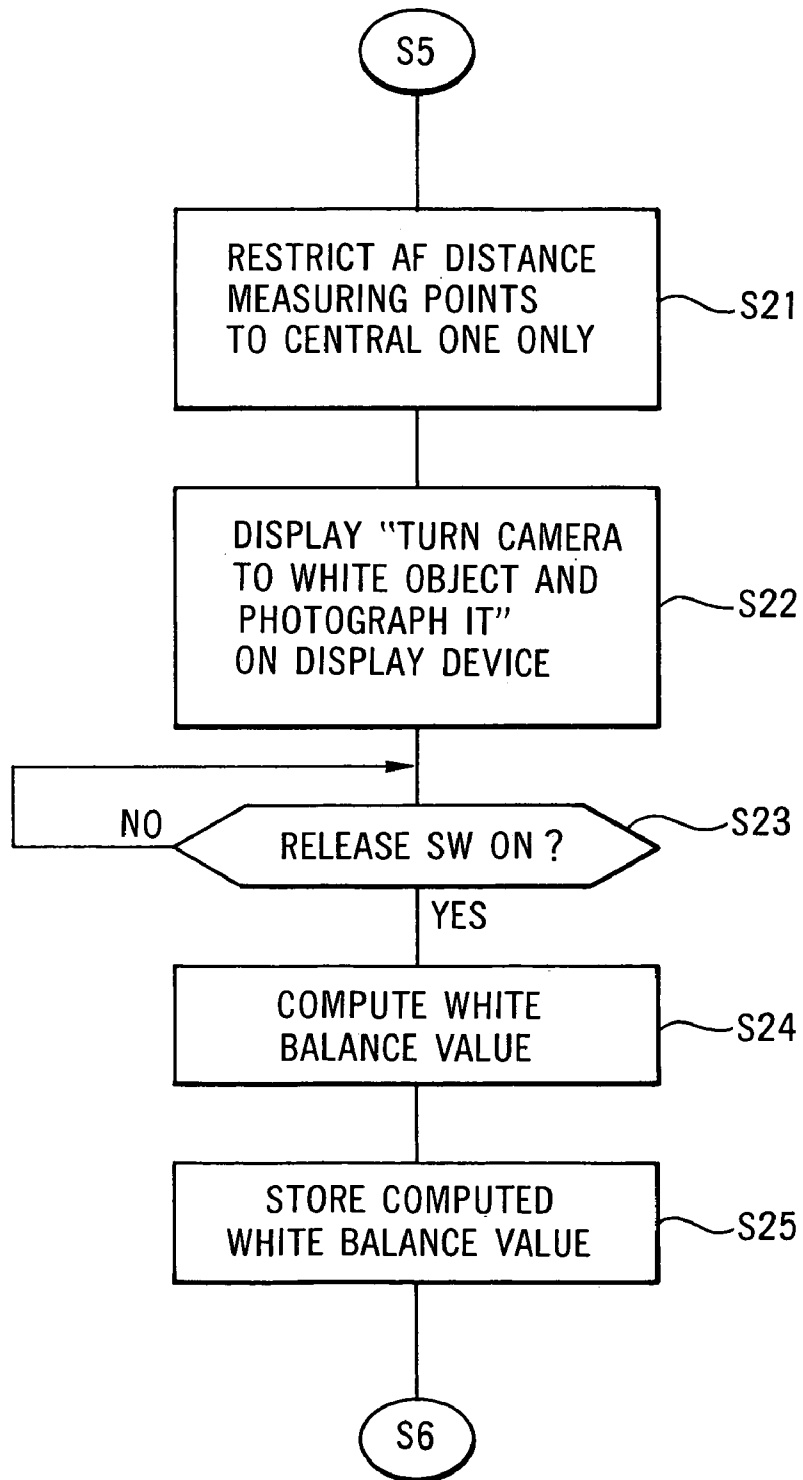 S5
RESTRICT AF DISTANCE
MEASURING POINTS
TO CENTRAL ONE ONLY
S21
DISPLAY "TURN CAMERA
TO WHITE OBJECT AND
PHOTOGRAPH IT"
ON DISPLAY DEVICE
S22
NO
RELEASE SW ON ?
S23
YES
COMPUTE WHITE
BALANCE VALUE
S24
STORE COMPUTED
WHITE BALANCE VALUE
S25
S6